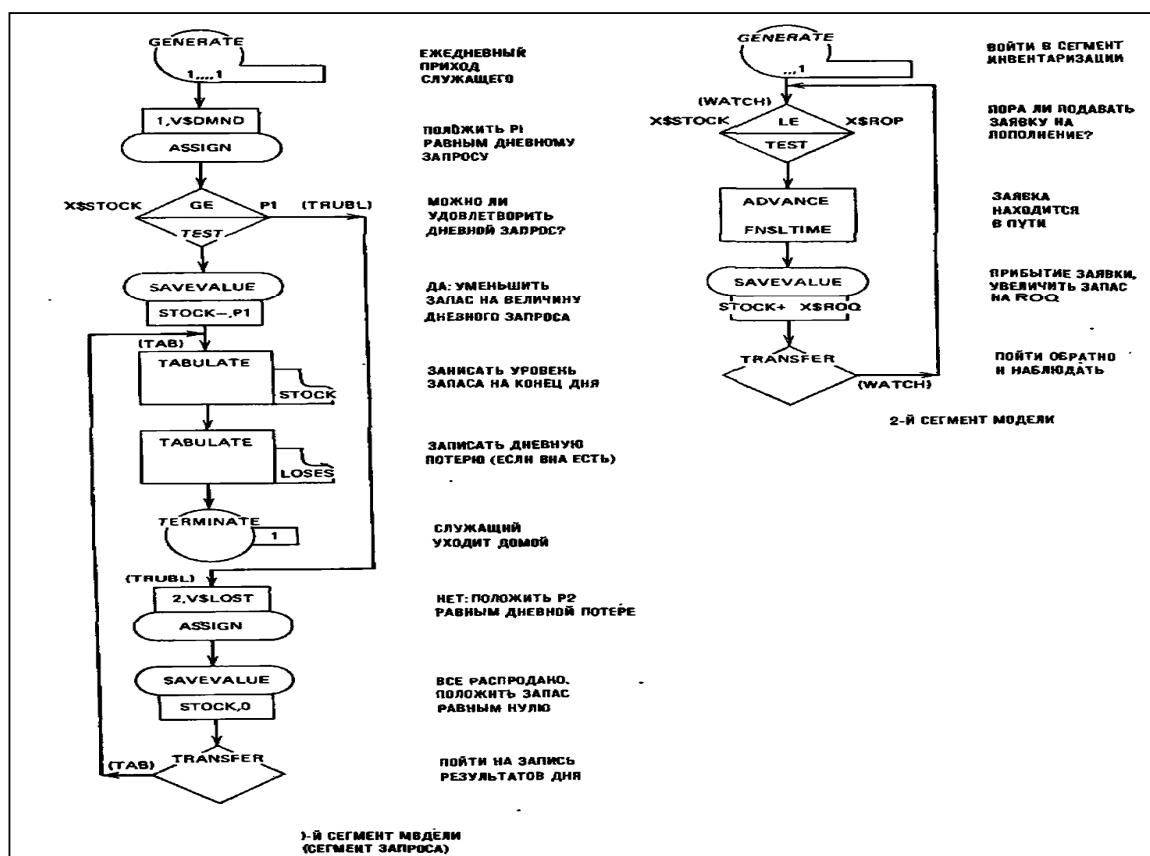 GENERATE
1,,,,1
ЕЖЕДНЕВНЫЙ
ПРИХОД
СЛУЖАЩЕГО
1,V$DMND
ASSIGN
ПОЛОЖИТЬ P1
РАВНЫМ ДНЕВНОМУ
ЗАПРОСУ
X$STOCK
GE
P1
(TRUBL)
TEST
МОЖНО ЛИ
УДОВЛЕТВОРИТЬ
ДНЕВНОЙ ЗАПРОС?
SAVEVALUE
STOCK–,P1
ДА: УМЕНЬШИТЬ
ЗАПАС НА ВЕЛИЧИНУ
ДНЕВНОГО ЗАПРОСА
(TAB)
TABULATE
STOCK
ЗАНИСАТЬ УРОВЕНЬ
ЗАПАСА НА КОНЕЦ ДНЯ
TABULATE
LOSES
ЗАПИСАТЬ ДНЕВНУЮ
ПОТЕРЮ (ЕСЛИ ВНА ЕСТЬ)
TERMINATE
1
СЛУЖАЩИЙ
УХОДИТ ДОМОЙ
(TRUBL)
2,V$LOST
ASSIGN
НЕТ: ПОЛОЖИТЬ P2
РАВНЫМ ДНЕВНОЙ ПОТЕРЕ
SAVEVALUE
STOCK,0
ВСЕ РАСПРОДАНО.
ПОЛОЖИТЬ ЗАПАС
РАВНЫМ НУЛЮ
(TAB)
TRANSFER
ПОЙТИ НА ЗАПИСЬ
РЕЗУЛЬТАТОВ ДНЯ
)-Й СЕГМЕНТ МВДЕЛИ
(СЕГМЕНТ ЗАПРОСА)
GENERATE
,,,1
ВОЙТИ В СЕГМЕНТ
ИНВЕНТАРИЗАЦИИ
(WATCH)
X$STOCK
LE
X$ROP
TEST
ПОРА ЛИ ПОДАВАТЬ
ЗАЯВКУ НА
ПОПОЛНЕНИЕ?
ADVANCE
FNSLTIME
ЗАЯВКА
НАХОДИТСЯ
В ПУТИ
SAVEVALUE
STOCK+ X$ROQ
ПРИБЫТИЕ ЗАЯВКИ,
УВЕЛИЧИТЬ ЗАПАС
НА ROQ
TRANSFER
(WATCH)
ПОЙТИ ОБРАТНО
И НАБЛЮДАТЬ
2-Й СЕГМЕНТ МОДЕЛИ